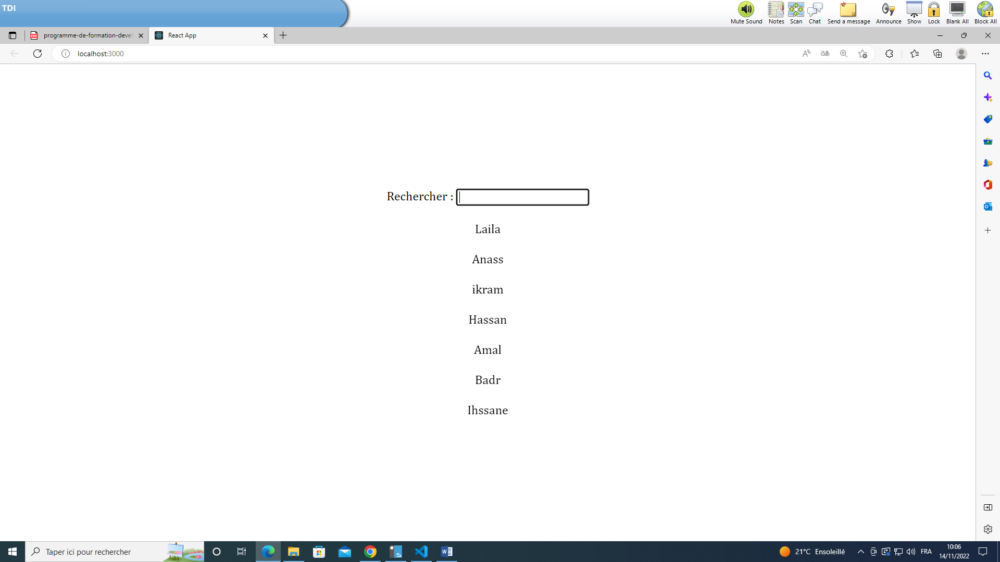 TDI
Mute Sound Notes Scan Chat Send a message Announce Show Lock Blank All Block All
programme-de-formation-devel React App
localhost:3000
Rechercher :
Laila
Anass
ikram
Hassan
Amal
Badr
Ihssane
Taper ici pour rechercher
21°C Ensoleillé
FRA
10:06
14/11/2022